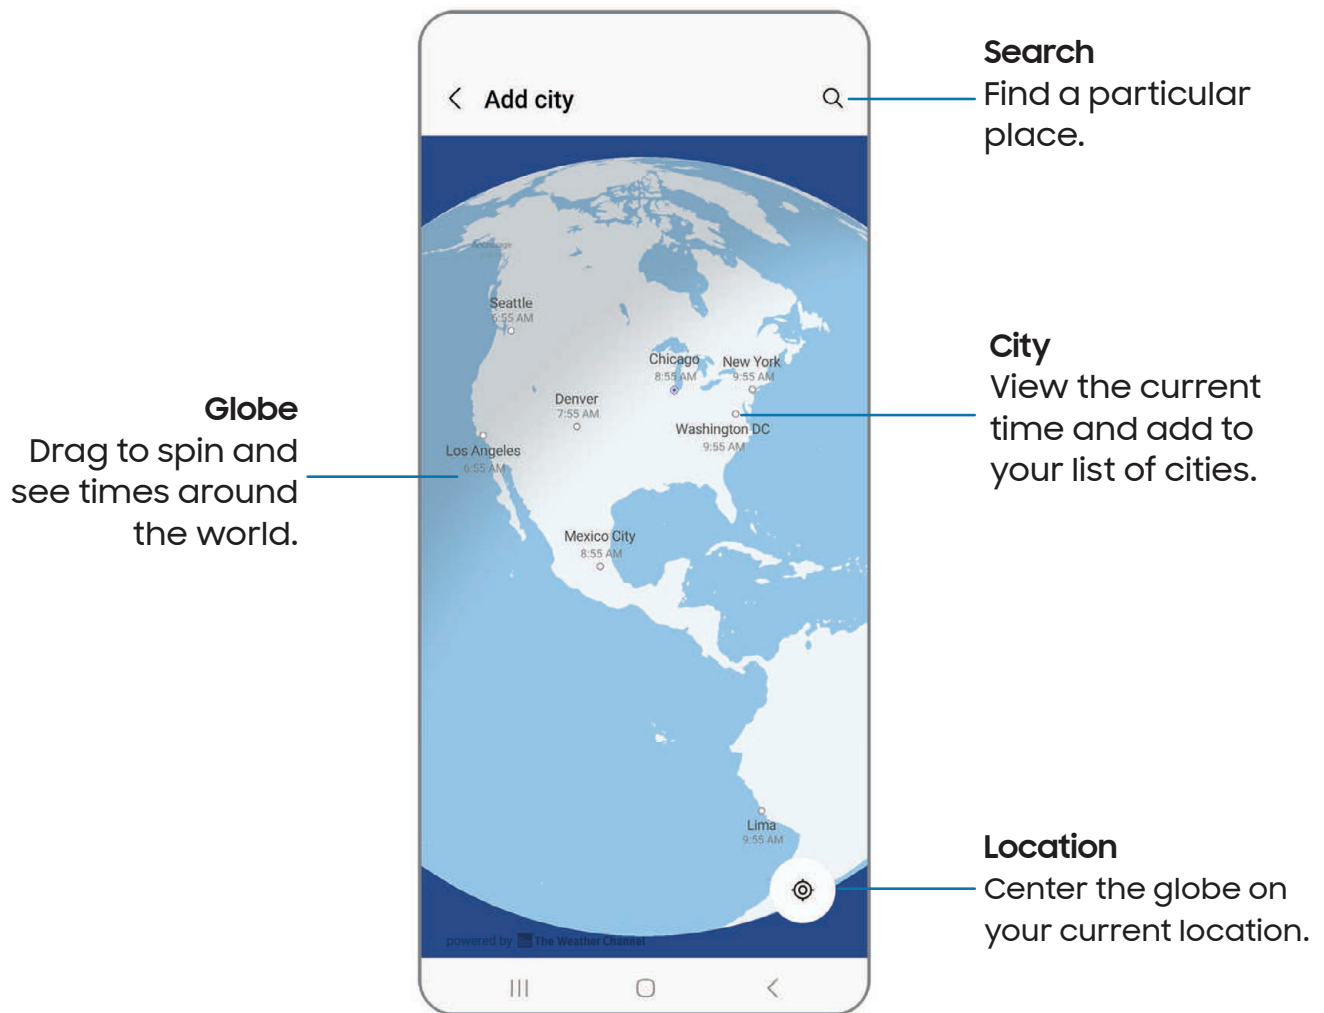 Add city
Search
Find a particular
place.
Anchorage
Seattle
6:55 AM
Chicago
8:55 AM
New York
9:55 AM
Denver
7:55 AM
Washington DC
9:55 AM
Los Angeles
6:55 AM
Mexico City
8:55 AM
Lima
9:55 AM
powered by The Weather Channel
Globe
Drag to spin and
see times around
the world.
City
View the current
time and add to
your list of cities.
Location
Center the globe on
your current location.